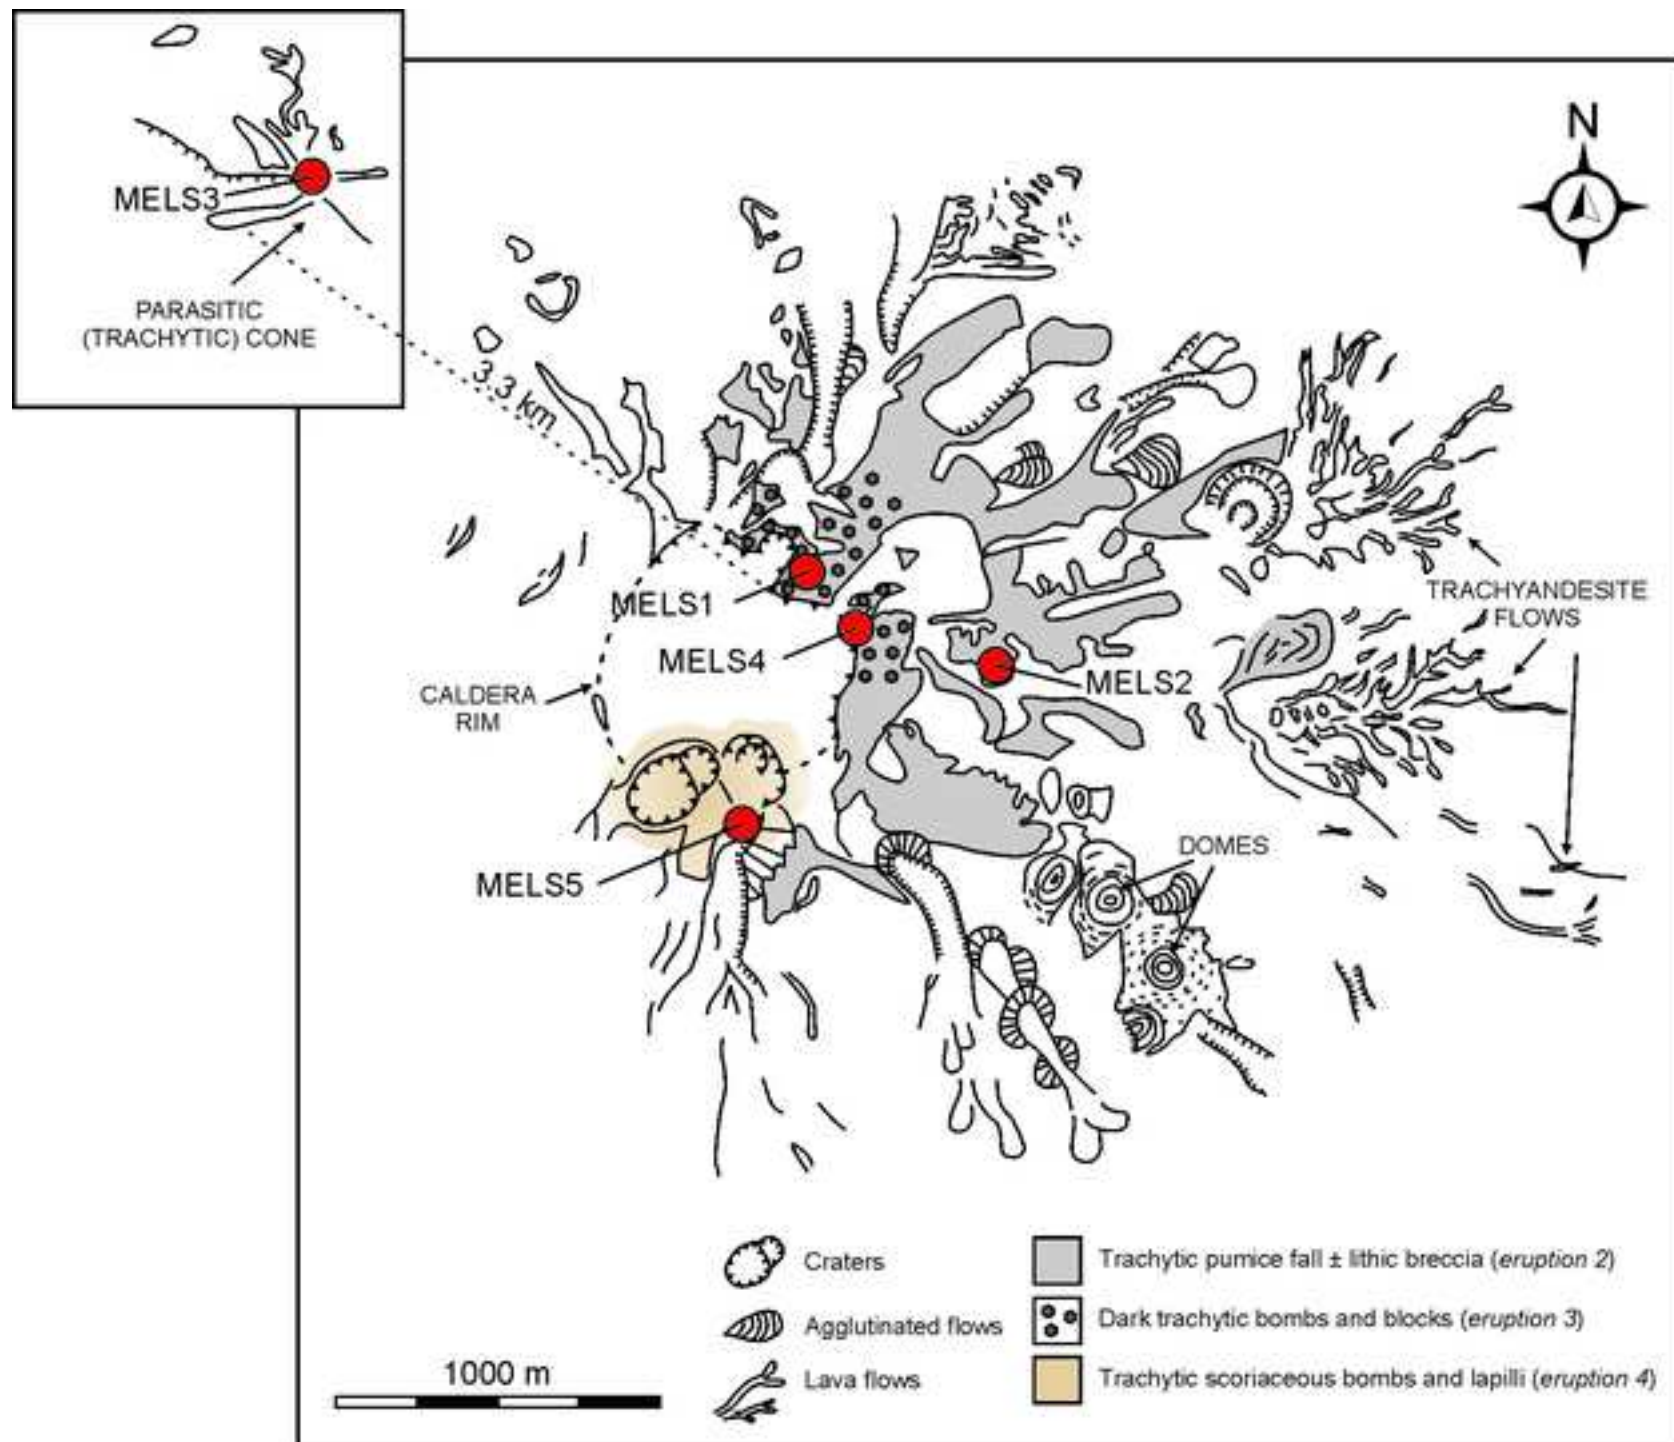 N
MELS3
PARASITIC
(TRACHYTIC) CONE
3.3 km
MELS1
TRACHYANDESITE
FLOWS
MELS4
MELS2
CALDERA
RIM
DOMES
MELS5
Craters
Agglutinated flows
Lava flows
Trachytic pumice fall ± lithic breccia (eruption 2)
Dark trachytic bombs and blocks (eruption 3)
Trachytic scoriaceous bombs and lapilli (eruption 4)
1000 m